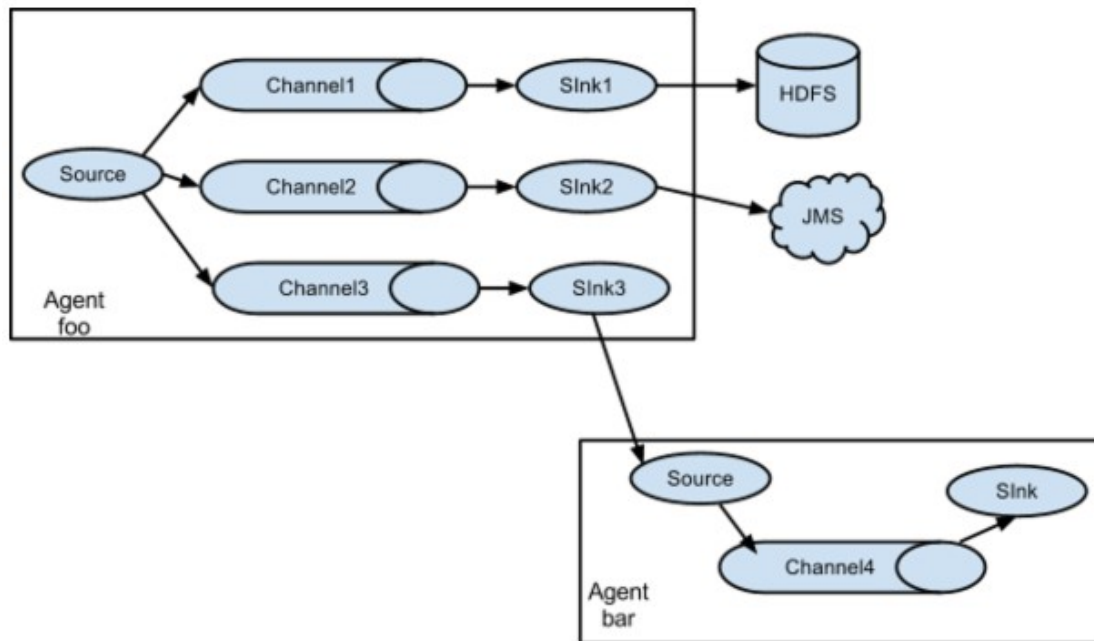 Channel1
SInk1
HDFS
Source
Channel2
SInk2
JMS
Channel3
SInk3
Agent
foo
Source
SInk
Channel4
Agent
bar